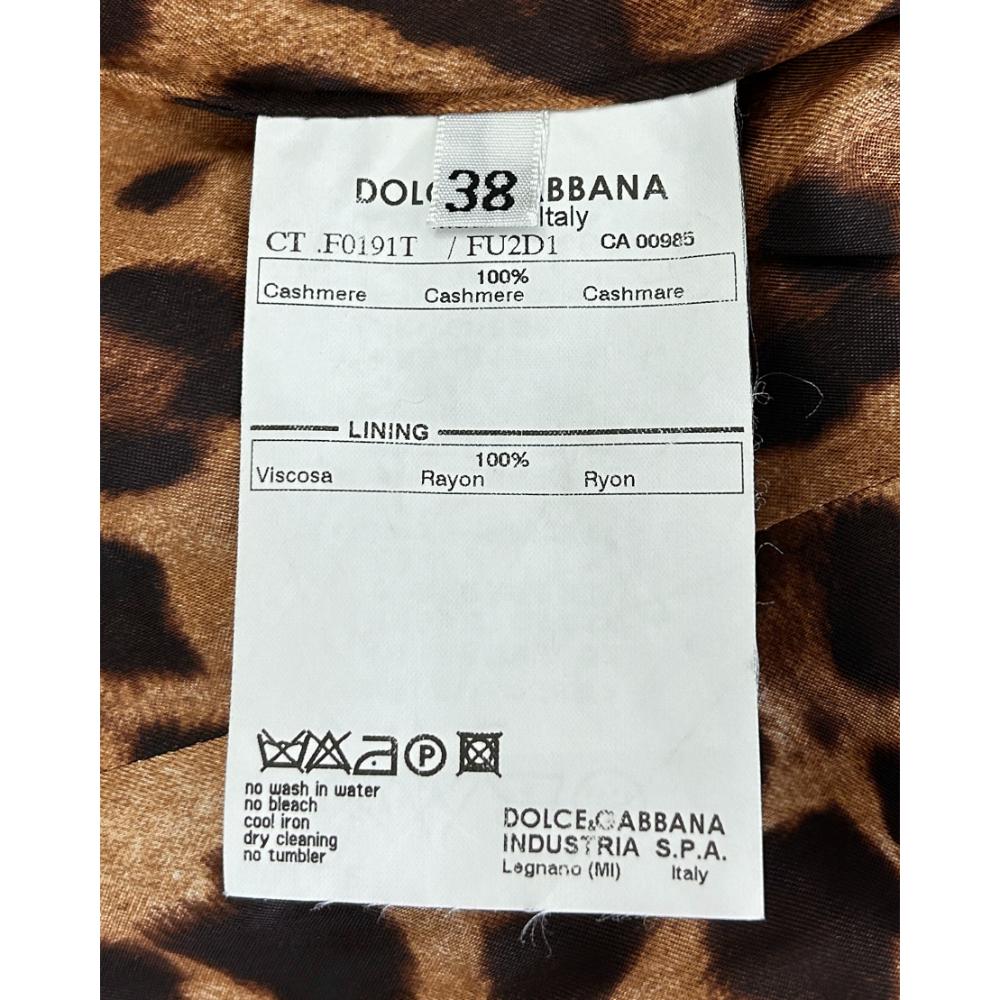 38
DOLC ABBANA
Italy
CT .F0191T / FU2D1 CA 00985
100%
Cashmere Cashmere Cashmare
LINING
100%
Viscosa Rayon Ryon
P
no wash in water
no bleach
cool iron
dry cleaning
no tumbler
DOLCE&GABBANA
INDUSTRIA S.P.A.
Legnano (MI) Italy